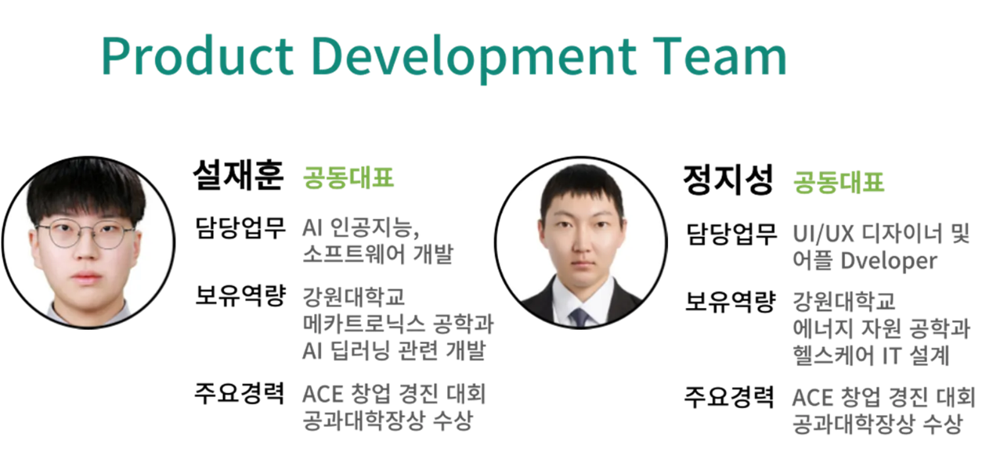 Product Development Team
설재훈 공동대표
담당업무 AI 인공지능,
소프트웨어 개발
보유역량 강원대학교
메카트로닉스 공학과
AI 딥러닝 관련 개발
주요경력 ACE 창업 경진 대회
공과대학장상 수상
정지성 공동대표
담당업무 UI/UX 디자이너 및
어플 Dveloper
보유역량 강원대학교
에너지 자원 공학과
헬스케어 IT 설계
주요경력 ACE 창업 경진 대회
공과대학장상 수상